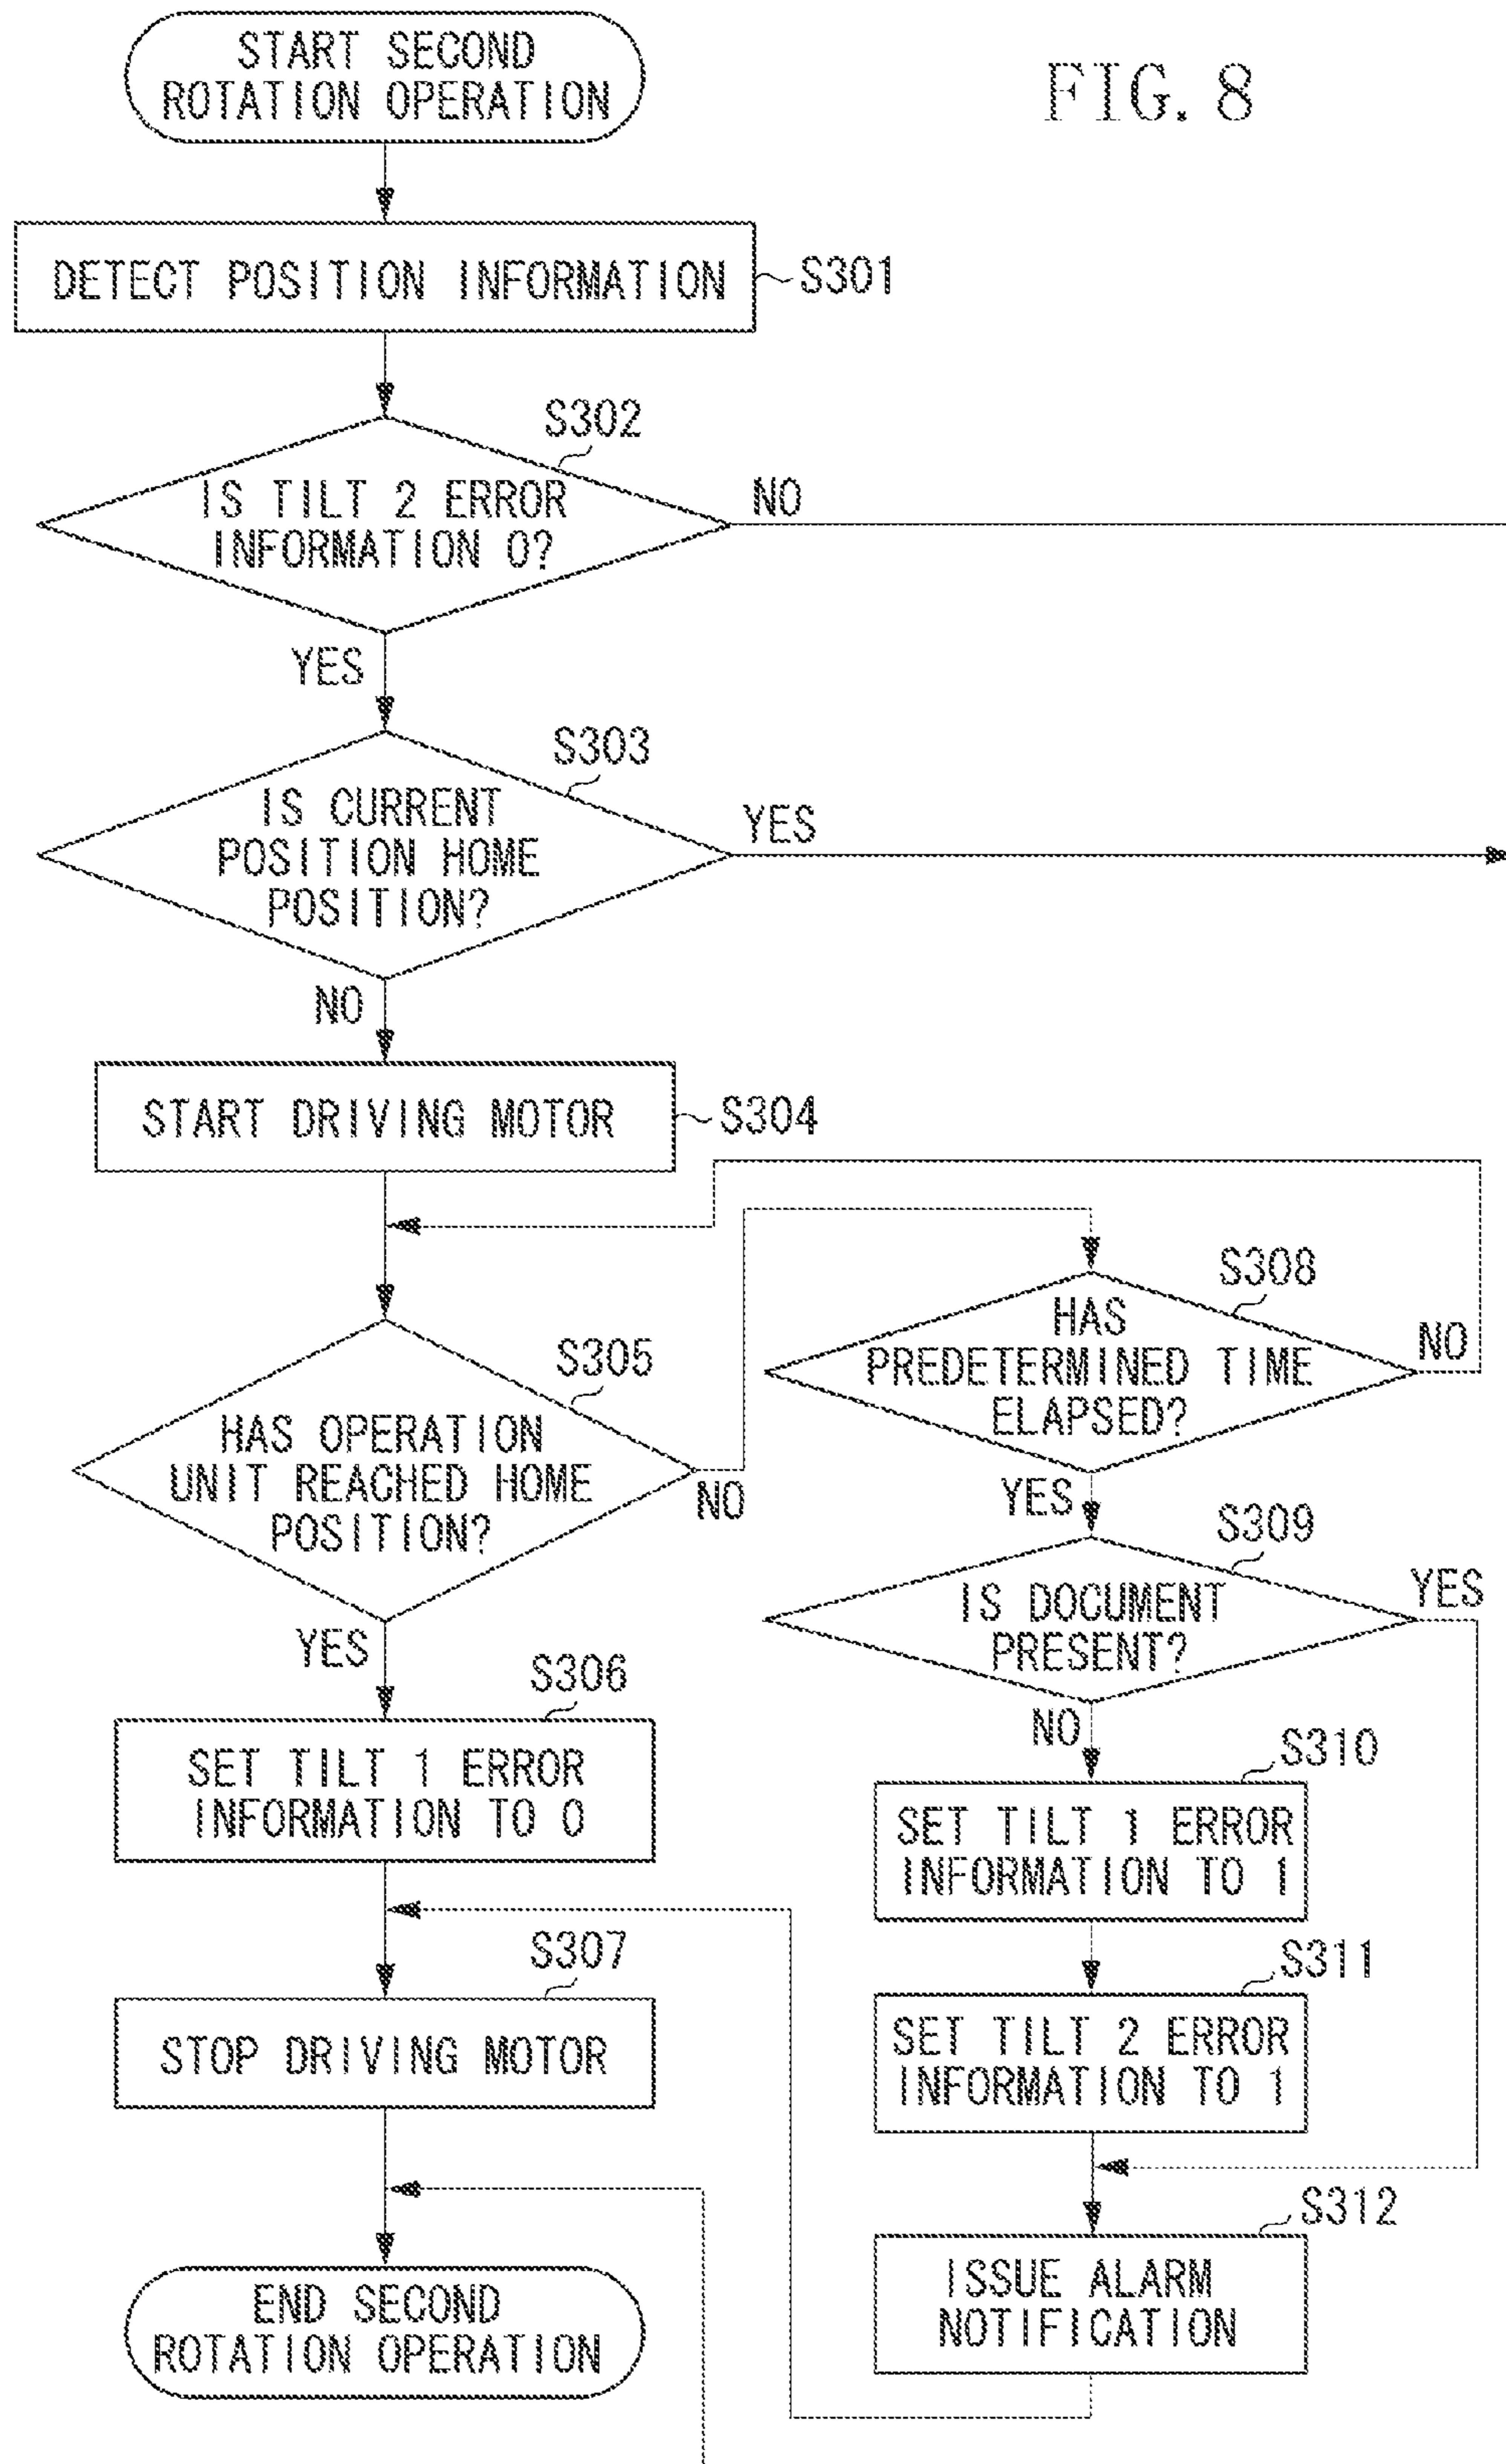 START SECOND
ROTATION OPERATION
FIG. 8
DETECT POSITION INFORMATION
S301
S302
IS TILT 2 ERROR
INFORMATION 0?
NO
YES
S303
IS CURRENT
POSITION HOME
POSITION?
YES
NO
START DRIVING MOTOR
S304
S305
HAS OPERATION
UNIT REACHED HOME
POSITION?
NO
YES
S308
HAS
PREDETERMINED TIME
ELAPSED?
NO
YES
S309
IS DOCUMENT
PRESENT?
YES
NO
S306
SET TILT 1 ERROR
INFORMATION TO 0
S310
SET TILT 1 ERROR
INFORMATION TO 1
S307
STOP DRIVING MOTOR
S311
SET TILT 2 ERROR
INFORMATION TO 1
S312
ISSUE ALARM
NOTIFICATION
END SECOND
ROTATION OPERATION